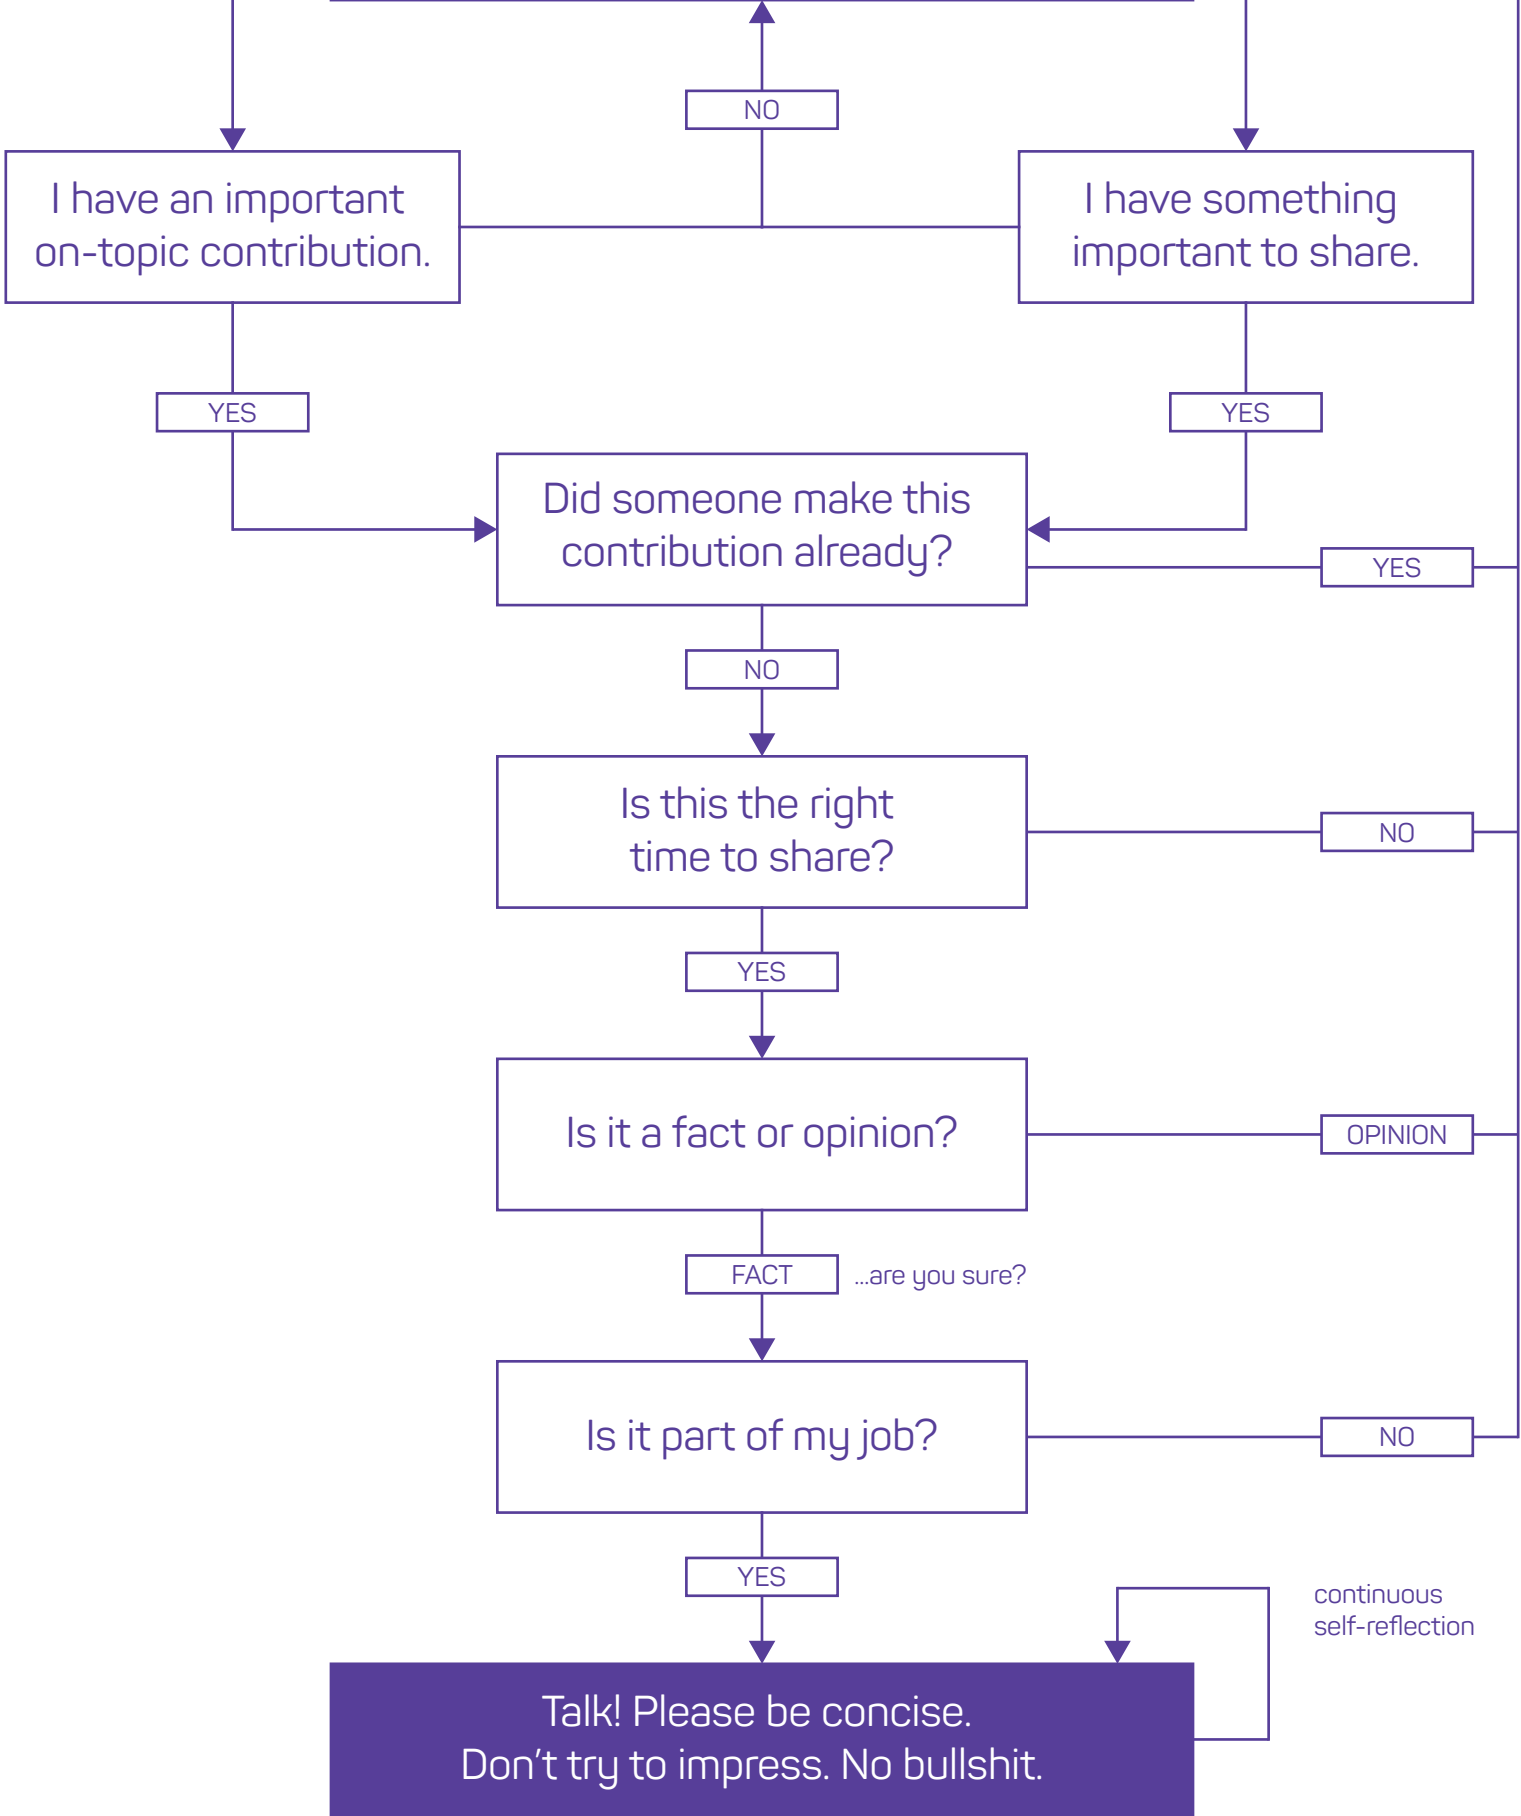 NO
I have an important
on-topic contribution.
I have something
important to share.
YES
YES
Did someone make this
contribution already?
YES
NO
Is this the right
time to share?
NO
YES
Is it a fact or opinion?
OPINION
FACT
...are you sure?
Is it part of my job?
NO
YES
continuous
self-reflection
Talk! Please be concise.
Don't try to impress. No bullshit.